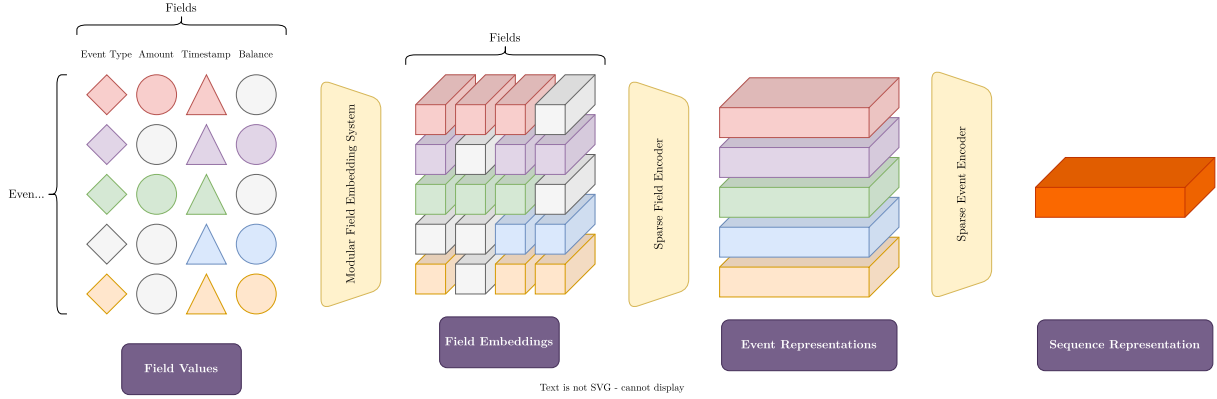 Fields
Event Type Amount Timestamp Balance
Even...
Modular Field Embedding System
Fields
Sparse Field Encoder
Sparse Event Encoder
Field Values
Field Embeddings
Event Representations
Sequence Representation
Text is not SVG - cannot display